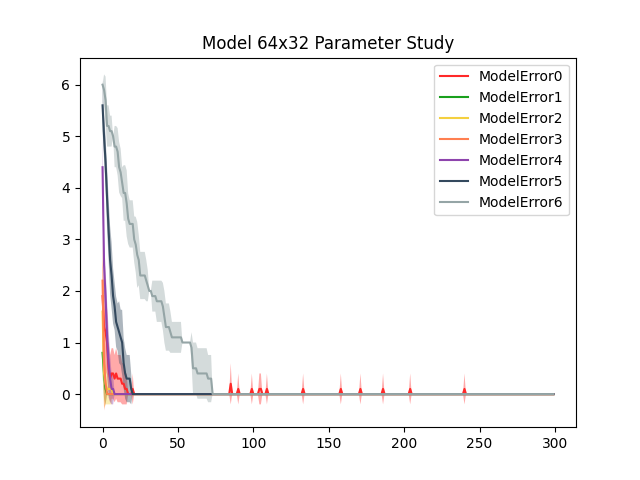 Model 64x32 Parameter Study
ModelError0
ModelError1
ModelError2
ModelError3
ModelError4
ModelError5
ModelError6
6
5
4
3
2
1
0
0 50 100 150 200 250 300